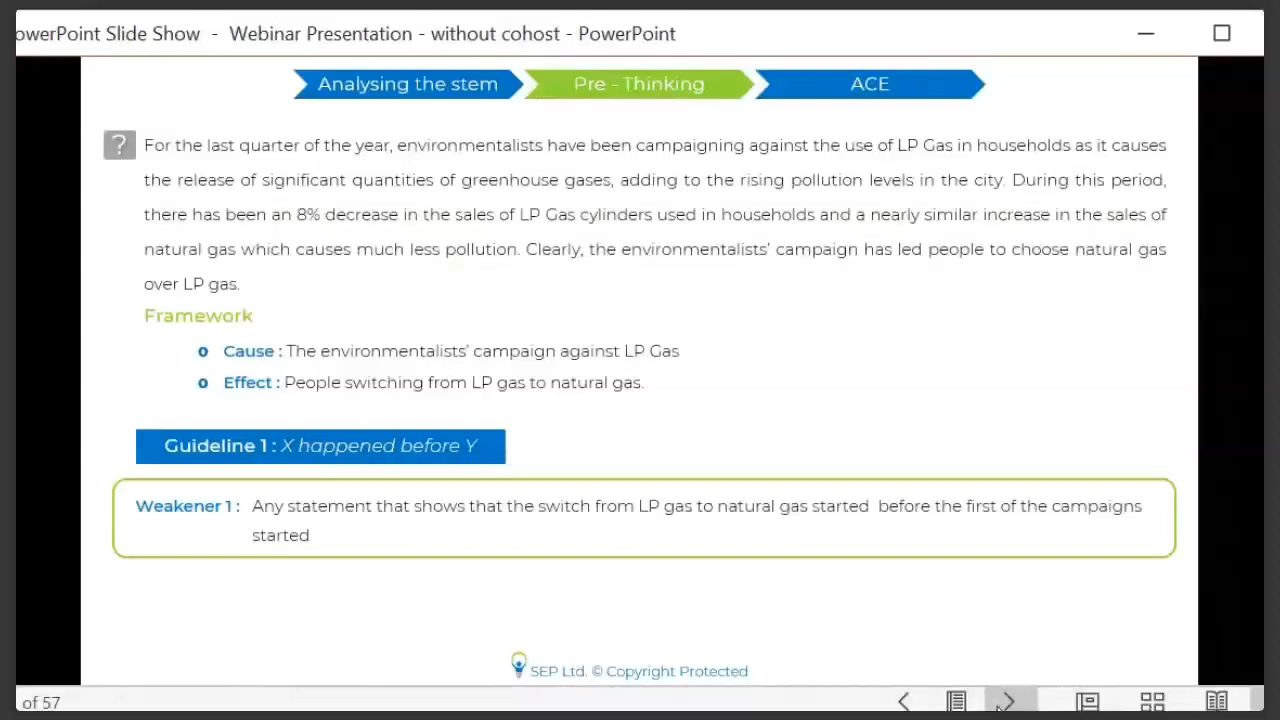 owerPoint Slide Show - Webinar Presentation - without cohost - PowerPoint
Analysing the stem Pre - Thinking ACE
? For the last quarter of the year, environmentalists have been campaigning against the use of LP Gas in households as it causes
the release of significant quantities of greenhouse gases, adding to the rising pollution levels in the city. During this period,
there has been an 8% decrease in the sales of LP Gas cylinders used in households and a nearly similar increase in the sales of
natural gas which causes much less pollution. Clearly, the environmentalists' campaign has led people to choose natural gas
over LP gas.
Framework
o Cause : The environmentalists' campaign against LP Gas
o Effect : People switching from LP gas to natural gas.
Guideline 1 : X happened before Y
Weakener 1 : Any statement that shows that the switch from LP gas to natural gas started before the first of the campaigns
started
SEP Ltd. © Copyright Protected
of 57